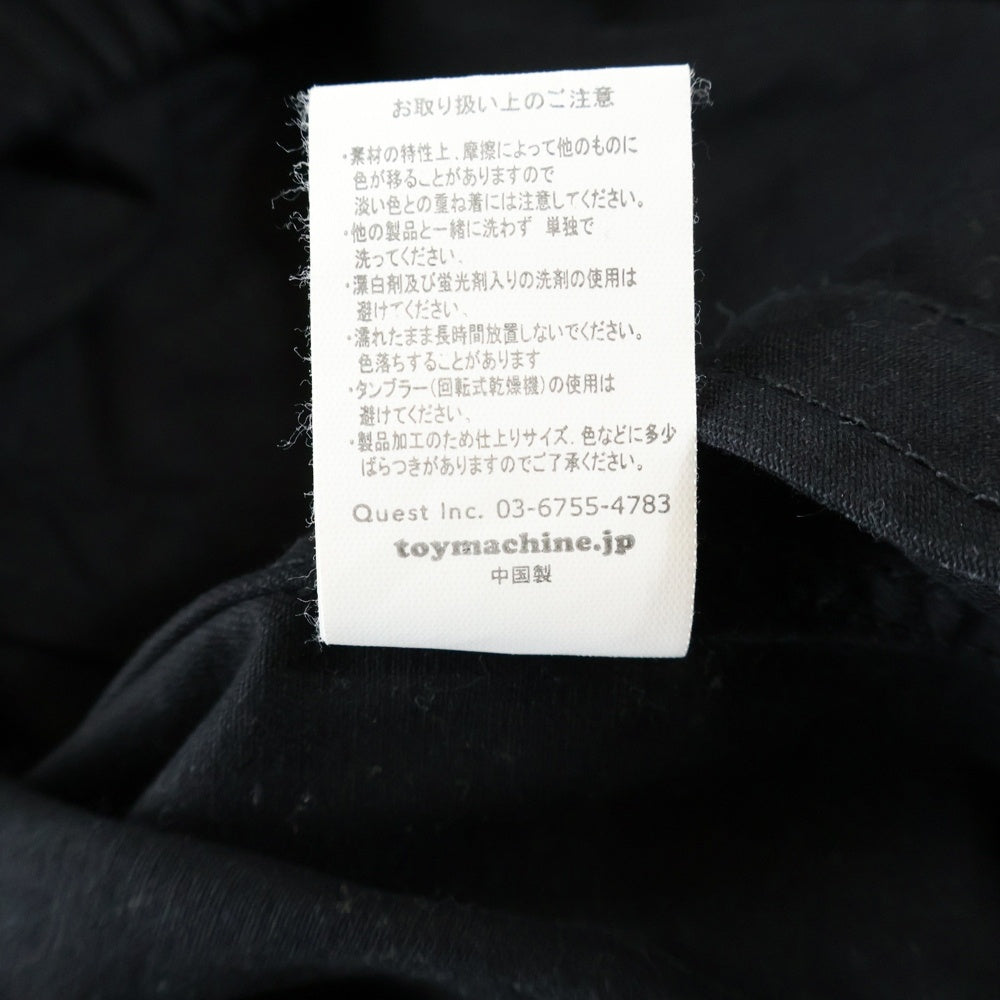 お取り扱い上のご注意
・素材の特性上、摩擦によって他のものに
色が移ることがありますので
淡い色との重ね着には注意してください。
・他の製品と一緒に洗わず 単独で
洗ってください、
・漂白剤及び蛍光剤入りの洗剤の使用は
避けてください、
・濡れたまま長時間放置しないでください。
色落ちすることがあります
・タンブラー(回転式乾燥機)の使用は
避けてください、
・製品加工のため仕上りサイズ、色などに多少
ばらつきがありますのでご了承ください。
Quest Inc. 03-6755-4783
toymachine.jp
中国製